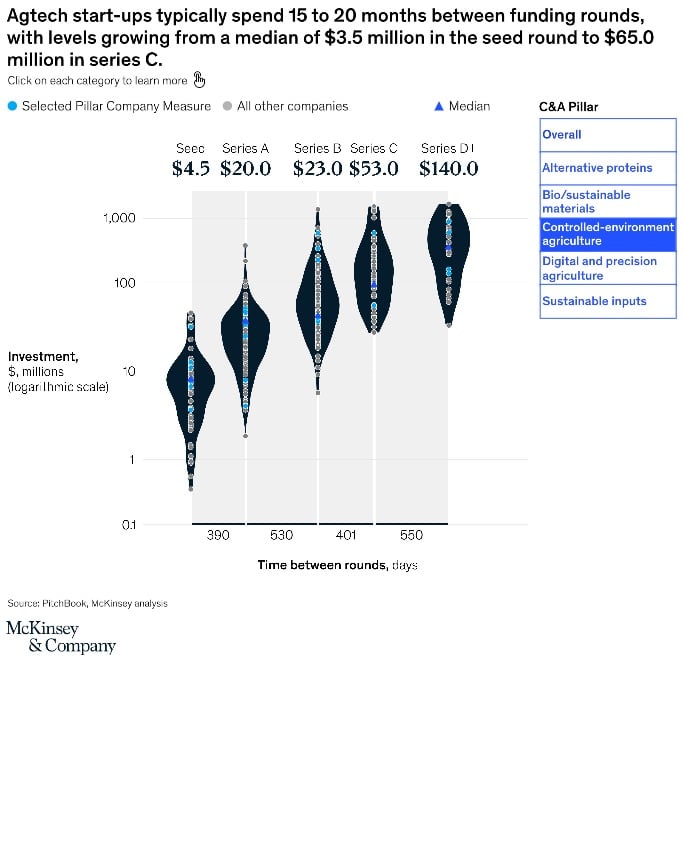 Agtech start-ups typically spend 15 to 20 months between funding rounds,
with levels growing from a median of $3.5 million in the seed round to $65.0
million in series C.
Click on each category to learn more
Selected Pillar Company Measure All other companies Median
C&A Pillar
Overall
Alternative proteins
Bio/sustainable
materials
Controlled-environment
agriculture
Digital and precision
agriculture
Sustainable inputs
Seed Series A Series B Series C Series D+
$4.5 $20.0 $23.0 $53.0 $140.0
1,000
100
10
1
0.1
Investment,
$, millions
(logarithmic scale)
390 530 401 550
Time between rounds, days
Source: PitchBook, McKinsey analysis
McKinsey
& Company